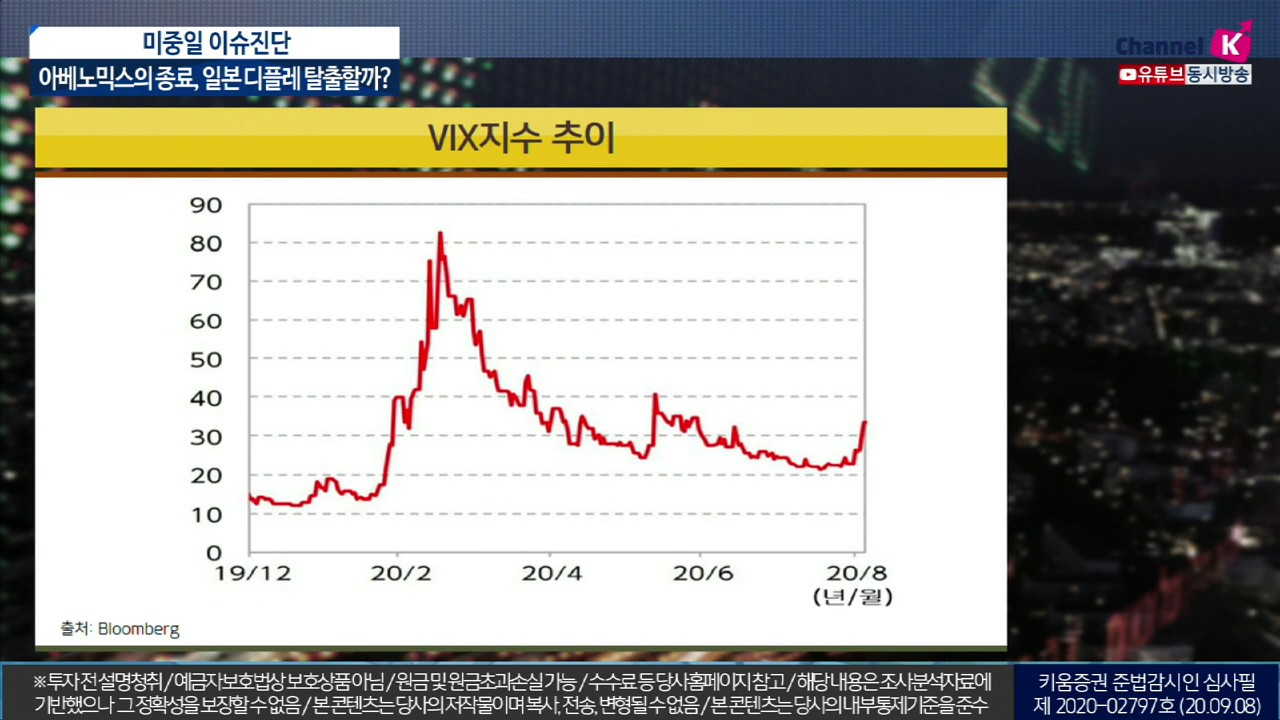 미중일 이슈진단
아베노믹스의 종료, 일본 디플레 탈출할까?
Channel K
유튜브 동시방송
VIX지수 추이
90
80
70
60
50
40
30
20
10
0
19/12 20/2 20/4 20/6 20/8
(년/월)
출처: Bloomberg
※투자 전 설명청취 / 예금자보호법상 보호상품 아님 / 원금 및 원금초과손실 가능 / 수수료 등 당사홈페이지 참고 / 해당 내용은 조사분석자료에
기반했으나 그 정확성을 보장할 수 없음 / 본 콘텐츠는 당사의 저작물이며 복사, 전송, 변형될 수 없음 / 본 콘텐츠는 당사의 내부통제기준을 준수
키움증권 준법감시인 심사필
제 2020-02797호 (20.09.08)